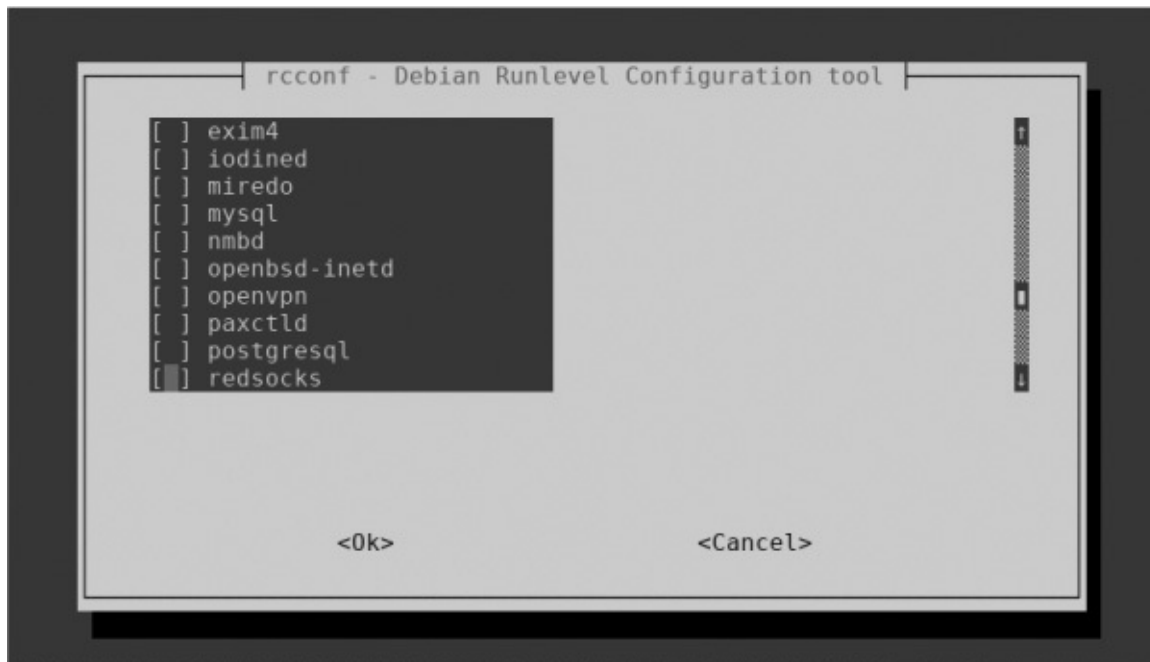 rcconf - Debian Runlevel Configuration tool
[ ] exim4
[ ] iodined
[ ] miredo
[ ] mysql
[ ] nmbd
[ ] openbsd-inetd
[ ] openvpn
[ ] paxctld
[ ] postgresql
[ ] redsocks
<Ok> <Cancel>